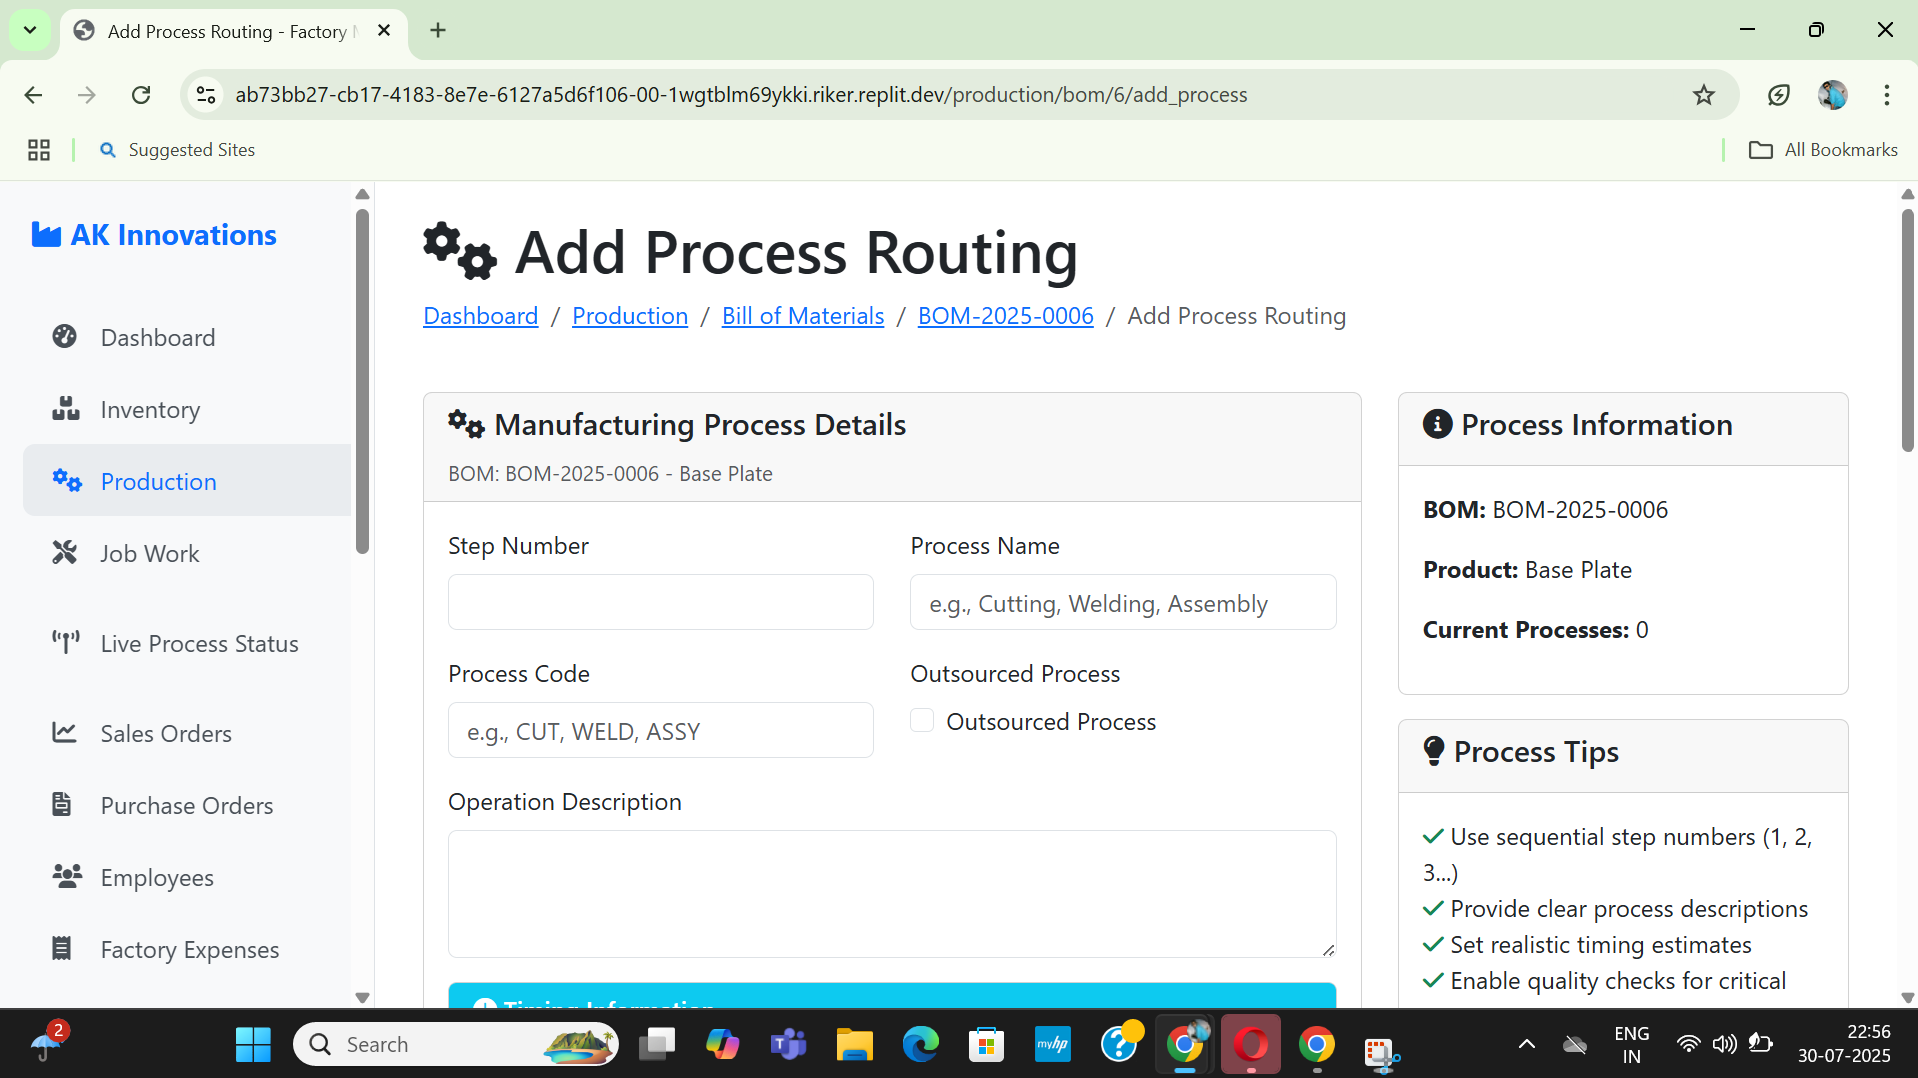 Add Process Routing - Factory
ab73bb27-cb17-4183-8e7e-6127a5d6f106-00-1wgtblm69ykki.riker.replit.dev/production/bom/6/add_process
Suggested Sites
All Bookmarks
AK Innovations
Dashboard
Inventory
Production
Job Work
Live Process Status
Sales Orders
Purchase Orders
Employees
Factory Expenses
Add Process Routing
Dashboard / Production / Bill of Materials / BOM-2025-0006 / Add Process Routing
Manufacturing Process Details
BOM: BOM-2025-0006 - Base Plate
Step Number
Process Name
e.g., Cutting, Welding, Assembly
Process Code
e.g., CUT, WELD, ASSY
Outsourced Process
Outsourced Process
Operation Description
Timing Information
Process Information
BOM: BOM-2025-0006
Product: Base Plate
Current Processes: 0
Process Tips
Use sequential step numbers (1, 2,
3...)
Provide clear process descriptions
Set realistic timing estimates
Enable quality checks for critical
2
Search
myhp
ENG
IN
22:56
30-07-2025